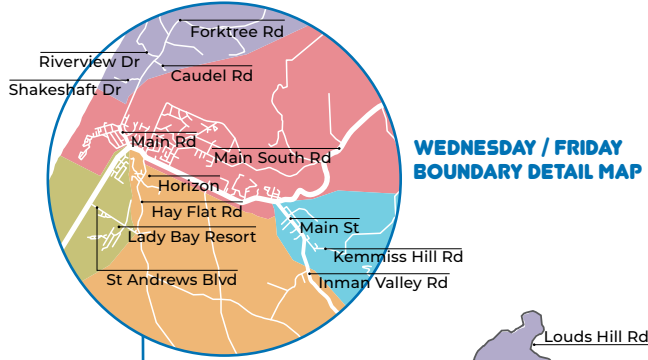 Forktree Rd
Riverview Dr
Caudel Rd
Shakeshaft Dr
Main Rd
Main South Rd
WEDNESDAY / FRIDAY
BOUNDARY DETAIL MAP
Horizon
Hay Flat Rd
Main St
Lady Bay Resort
Kemmiss Hill Rd
St Andrews Blvd
Inman Valley Rd
Louds Hill Rd